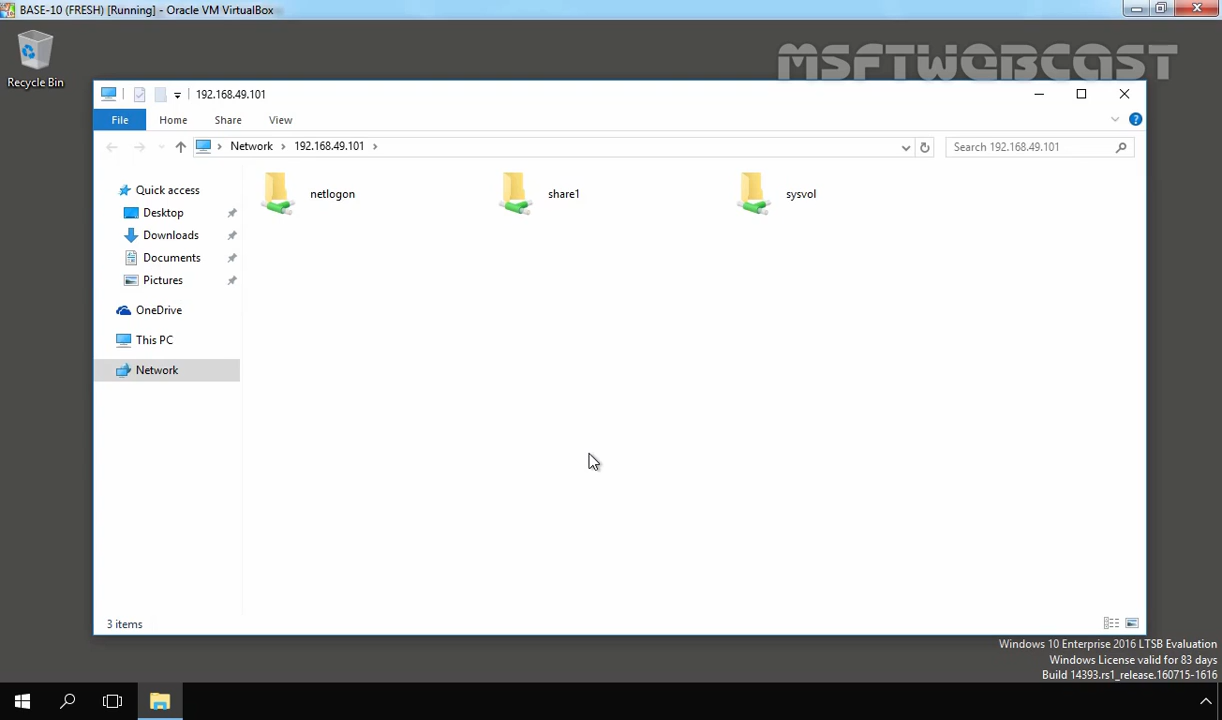 BASE-10 (FRESH) [Running] - Oracle VM VirtualBox
Recycle Bin
MSFTWEBCAST
192.168.49.101
File Home Share View
Network 192.168.49.101
Search 192.168.49.101
Quick access
Desktop
Downloads
Documents
Pictures
OneDrive
This PC
Network
netlogon share1 sysvol
3 items
Windows 10 Enterprise 2016 LTSB Evaluation
Windows License valid for 83 days
Build 14393.rs1_release.160715-1616